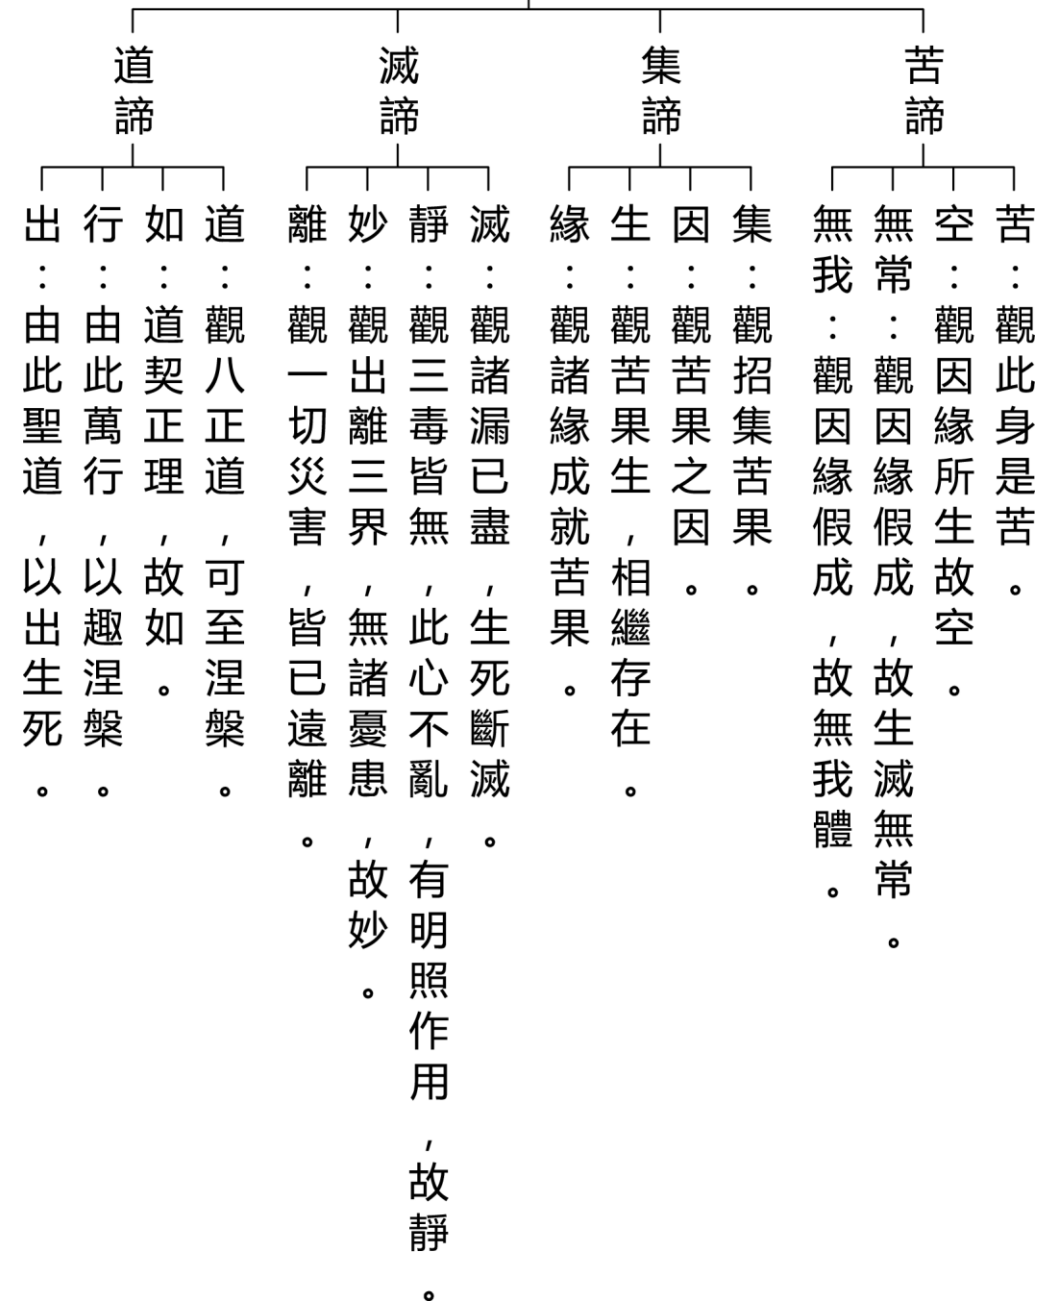 苦諦
苦：觀此身是苦。
空：觀因緣所生故空。
無常：觀因緣假成，故生滅無常。
無我：觀因緣假成，故無我體。
集諦
集：觀招集苦果。
因：觀苦果之因。
生：觀苦果生，相繼存在。
緣：觀諸緣成就苦果。
滅諦
滅：觀諸漏已盡，生死斷滅。
靜：觀三毒皆無，此心不亂，有明照作用，故靜。
妙：觀出離三界，無諸憂患，故妙。
離：觀一切災害，皆已遠離。
道諦
道：觀八正道，可至涅槃。
如：道契正理，故如。
行：由此萬行，以趣涅槃。
出：由此聖道，以出生死。